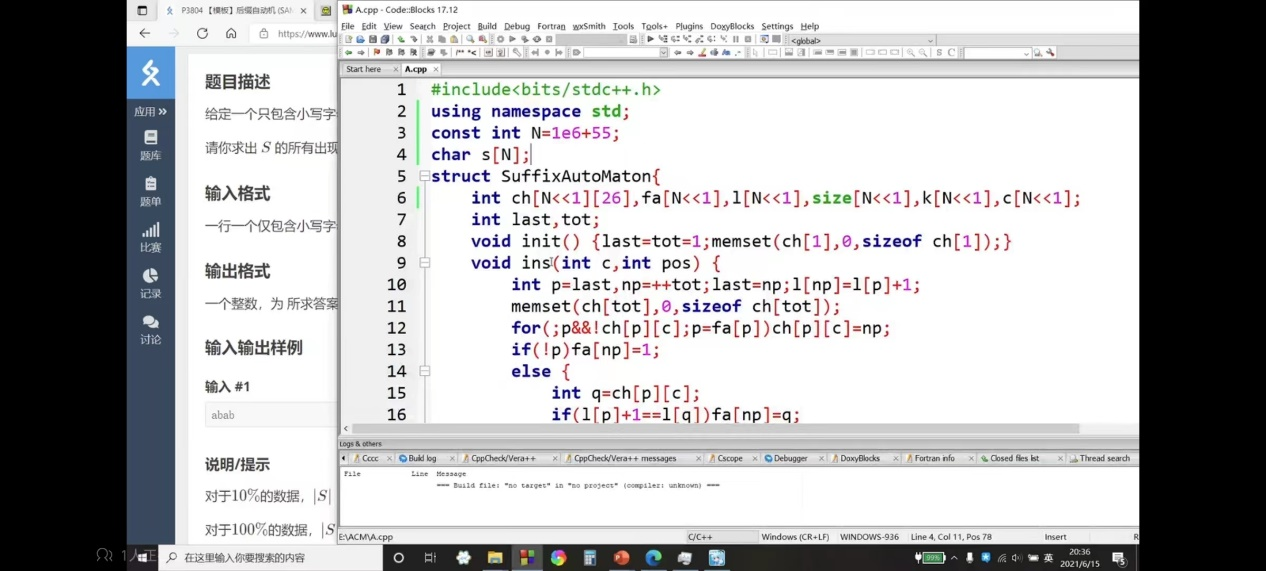 P3804 【模板】后缀自动机 (SAM
https://www.lu
题目描述
给定一个只包含小写字
请你求出 S 的所有出现
输入格式
一行一个仅包含小写字
输出格式
一个整数，为 所求答案
输入输出样例
输入 #1
abab
说明/提示
对于10%的数据，|S|
对于100%的数据，|S
应用
题库
题单
比赛
记录
讨论
A.cpp - Code::Blocks 17.12
File Edit View Search Project Build Debug Fortran wxSmith Tools Tools+ Plugins DoxyBlocks Settings Help
<global>
Start here A.cpp
1 #include<bits/stdc++.h>
2 using namespace std;
3 const int N=1e6+55;
4 char s[N];
5 struct SuffixAutoMaton{
6 int ch[N<<1][26],fa[N<<1],l[N<<1],size[N<<1],k[N<<1],c[N<<1];
7 int last,tot;
8 void init() {last=tot=1;memset(ch[1],0,sizeof ch[1]);}
9 void ins(int c,int pos) {
10 int p=last,np=++tot;last=np;l[np]=l[p]+1;
11 memset(ch[tot],0,sizeof ch[tot]);
12 for(;p&&!ch[p][c];p=fa[p])ch[p][c]=np;
13 if(!p)fa[np]=1;
14 else {
15 int q=ch[p][c];
16 if(l[p]+1==l[q])fa[np]=q;
Logs & others
Cccc Build log CppCheck/Vera++ CppCheck/Vera++ messages Cscope Debugger DoxyBlocks Fortran info Closed files list Thread search
File Line Message
=== Build file: "no target" in "no project" (compiler: unknown) ===
E:\ACM\A.cpp C/C++ Windows (CR+LF) WINDOWS-936 Line 4, Col 11, Pos 78 Insert
1人正
在这里输入你要搜索的内容
99%
英
20:36
2021/6/15
5